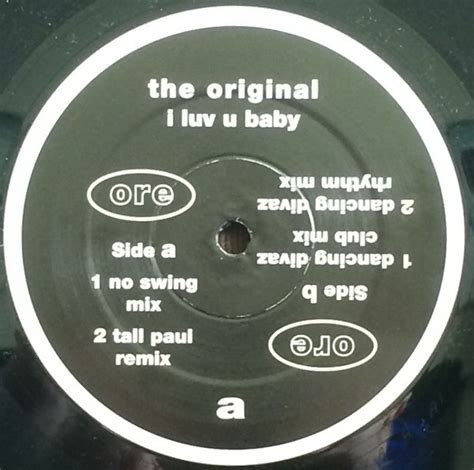 the original
i luv u baby
ore
Side a
1 no swing
mix
2 tall paul
remix
ore
Side b
1 dancing divaz
club mix
2 dancing divaz
rhythm mix
a